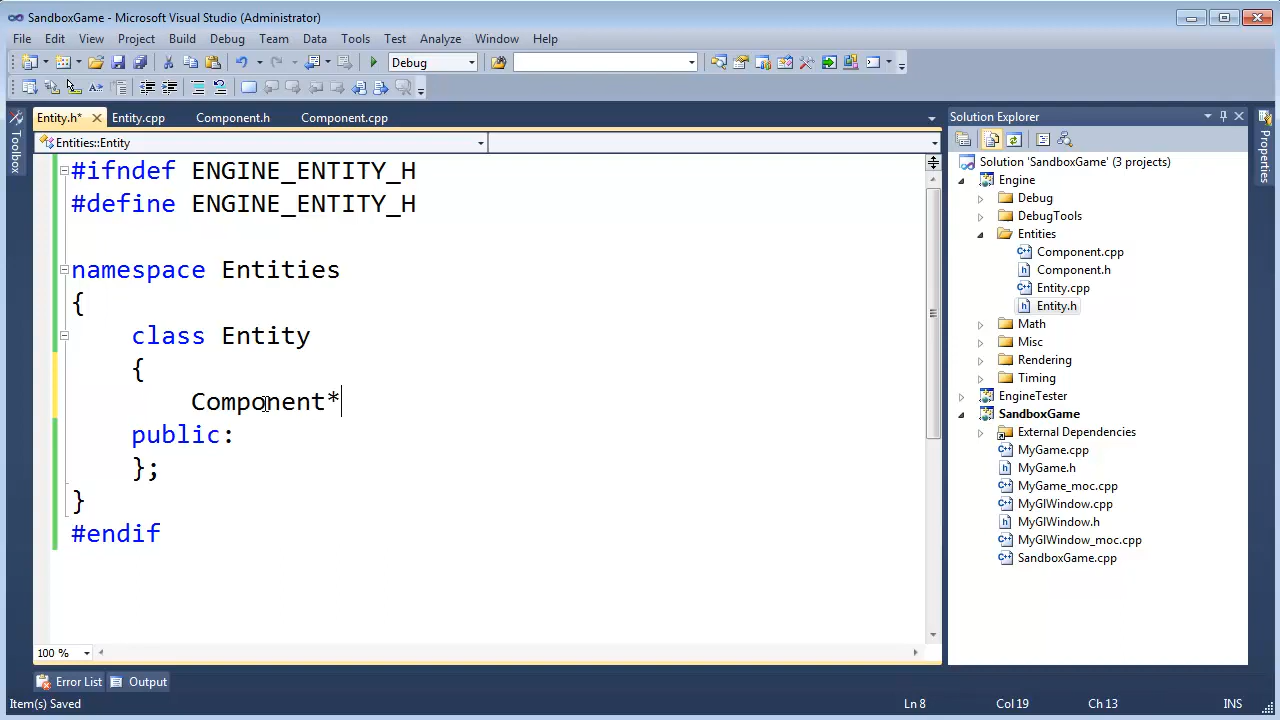 SandboxGame - Microsoft Visual Studio (Administrator)
File Edit View Project Build Debug Team Data Tools Test Analyze Window Help
Debug
Entity.h* Entity.cpp Component.h Component.cpp
Entities::Entity
#ifndef ENGINE_ENTITY_H
#define ENGINE_ENTITY_H
namespace Entities
{
class Entity
{
Component*
public:
};
}
#endif
100 %
Toolbox
Solution Explorer
Solution 'SandboxGame' (3 projects)
Engine
Debug
DebugTools
Entities
Component.cpp
Component.h
Entity.cpp
Entity.h
Math
Misc
Rendering
Timing
EngineTester
SandboxGame
External Dependencies
MyGame.cpp
MyGame.h
MyGame_moc.cpp
MyGlWindow.cpp
MyGlWindow.h
MyGlWindow_moc.cpp
SandboxGame.cpp
Properties
Error List Output
Item(s) Saved Ln 8 Col 19 Ch 13 INS